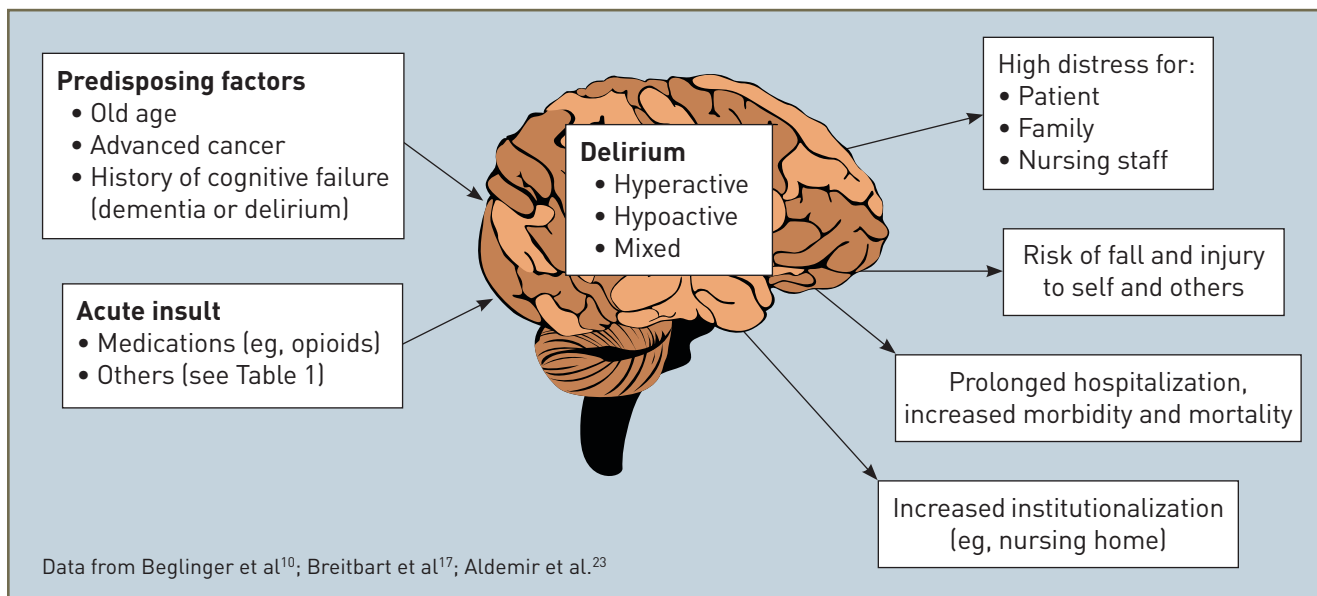 Predisposing factors
• Old age
• Advanced cancer
• History of cognitive failure
(dementia or delirium)
Acute insult
• Medications (eg, opioids)
• Others (see Table 1)
Delirium
• Hyperactive
• Hypoactive
• Mixed
High distress for:
• Patient
• Family
• Nursing staff
Risk of fall and injury
to self and others
Prolonged hospitalization,
increased morbidity and mortality
Increased institutionalization
(eg, nursing home)
Data from Beglinger et al¹⁰; Breitbart et al¹⁷; Aldemir et al.²³